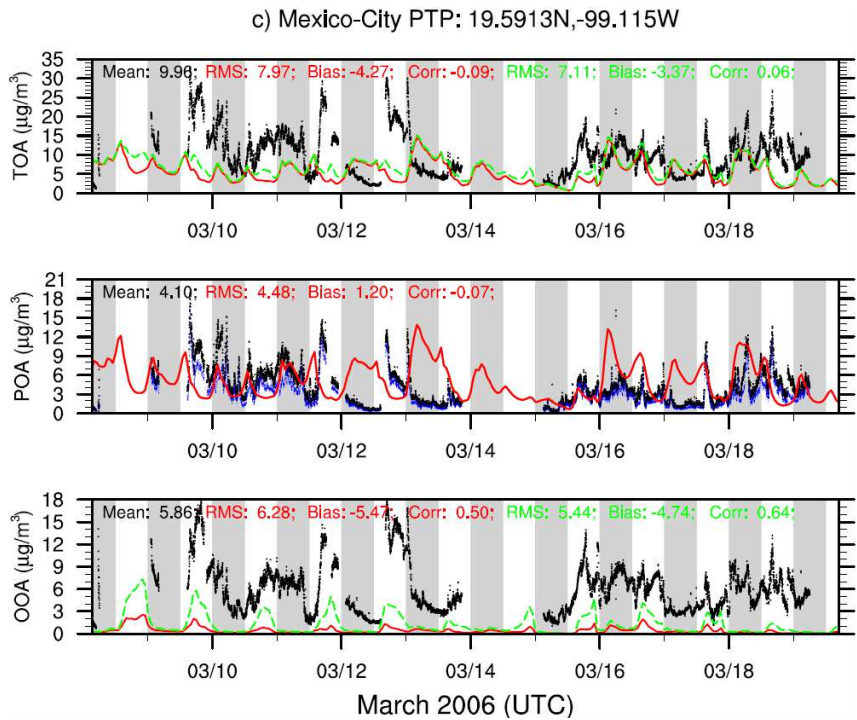 c) Mexico-City PTP: 19.5913N,-99.115W
TOA (μg/m³)
35
30
25
20
15
10
5
0
Mean: 9.96; RMS: 7.97; Bias: -4.27; Corr: -0.09; RMS: 7.11; Bias: -3.37; Corr: 0.06;
03/10 03/12 03/14 03/16 03/18
POA (μg/m³)
21
18
15
12
9
6
3
0
Mean: 4.10; RMS: 4.48; Bias: 1.20; Corr: -0.07;
03/10 03/12 03/14 03/16 03/18
OOA (μg/m³)
18
15
12
9
6
3
0
Mean: 5.86; RMS: 6.28; Bias: -5.47; Corr: 0.50; RMS: 5.44; Bias: -4.74; Corr: 0.64;
03/10 03/12 03/14 03/16 03/18
March 2006 (UTC)